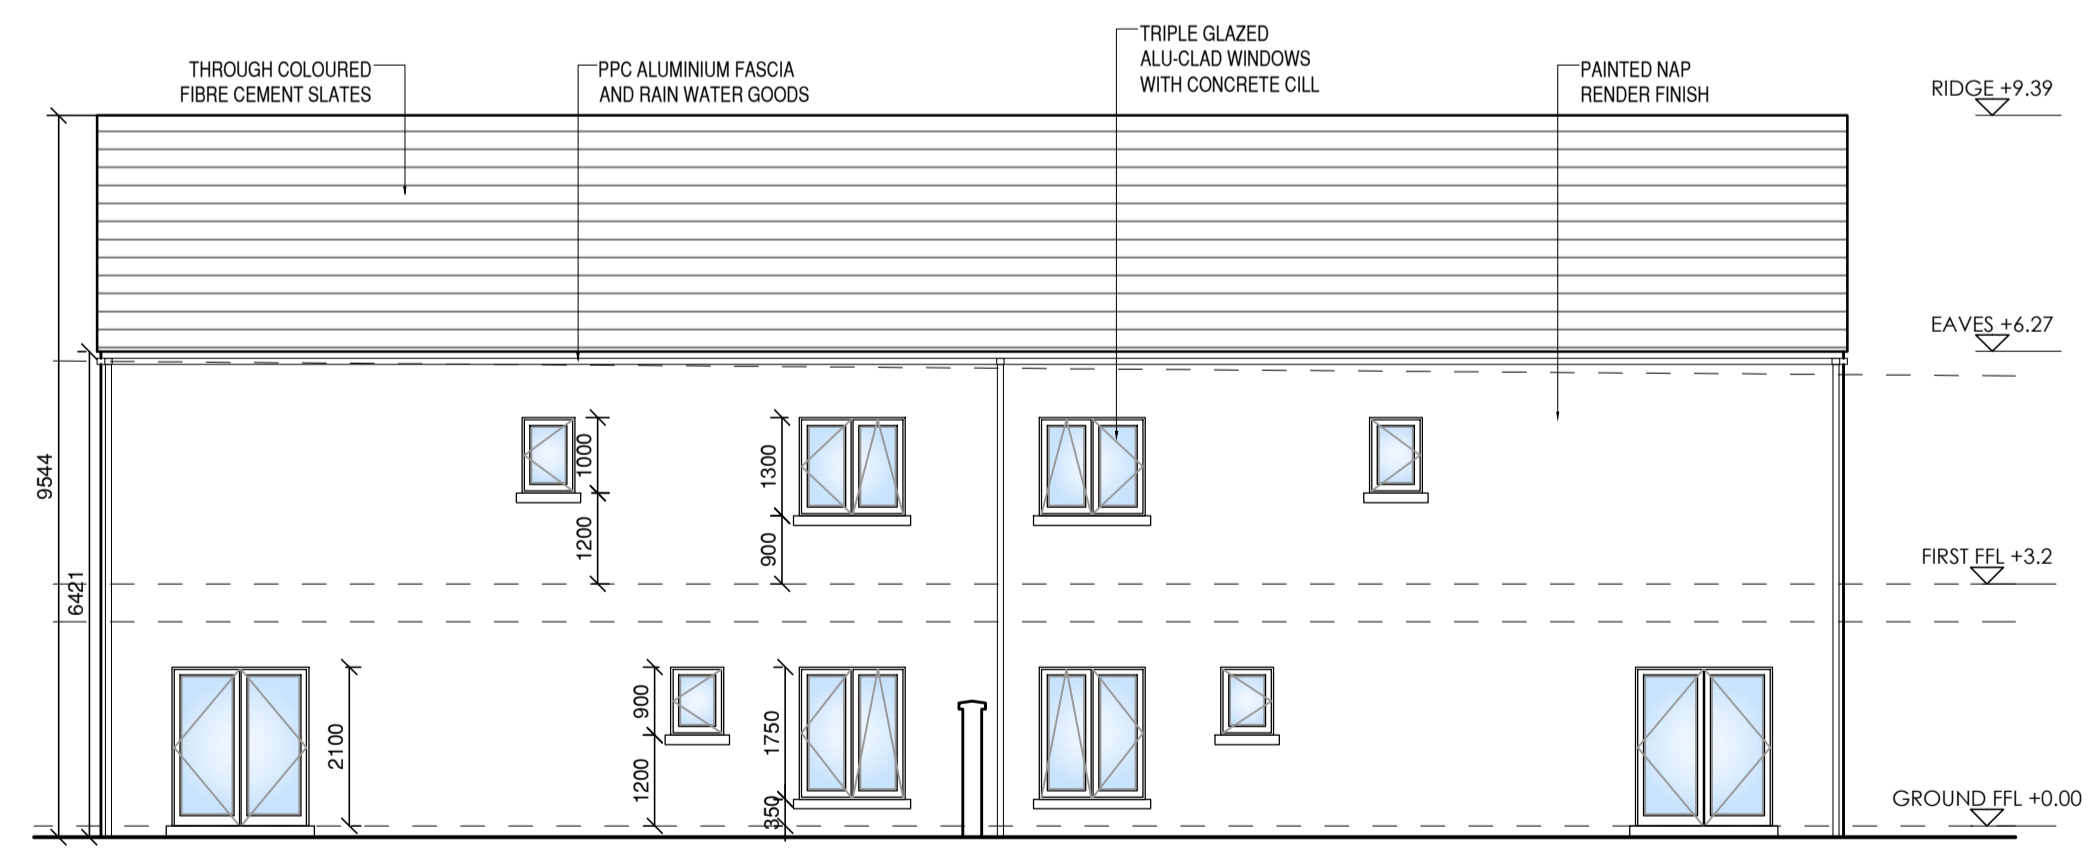 TRIPLE GLAZED
ALU-CLAD WINDOWS
WITH CONCRETE CILL
THROUGH COLOURED
FIBRE CEMENT SLATES
PPC ALUMINIUM FASCIA
AND RAIN WATER GOODS
PAINTED NAP
RENDER FINISH
RIDGE +9.39
EAVES +6.27
FIRST FFL +3.2
GROUND FFL +0.00
9544
6421
1000
1200
1300
900
2100
900
1200
1750
350